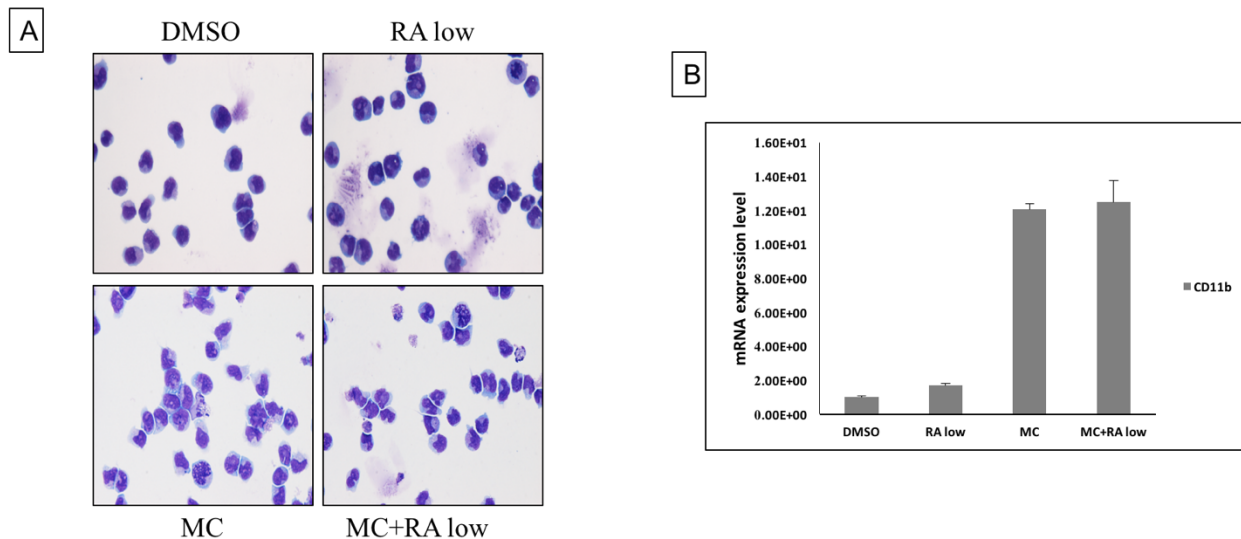 A
DMSO
RA low
MC
MC+RA low
B
1.60E+01
1.40E+01
1.20E+01
1.00E+01
8.00E+00
6.00E+00
4.00E+00
2.00E+00
0.00E+00
mRNA expression level
DMSO
RA low
MC
MC+RA low
CD11b